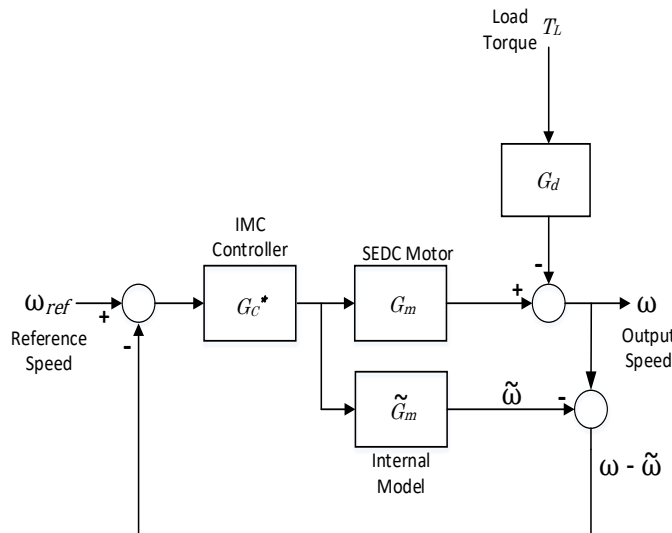 Load
Torque T_L
G_d
IMC
Controller
SEDC Motor
-
ω_ref
+
G_C*
G_m
+
ω
Reference
Speed
-
Output
Speed
G̃_m
ω̃
-
Internal
Model
ω - ω̃